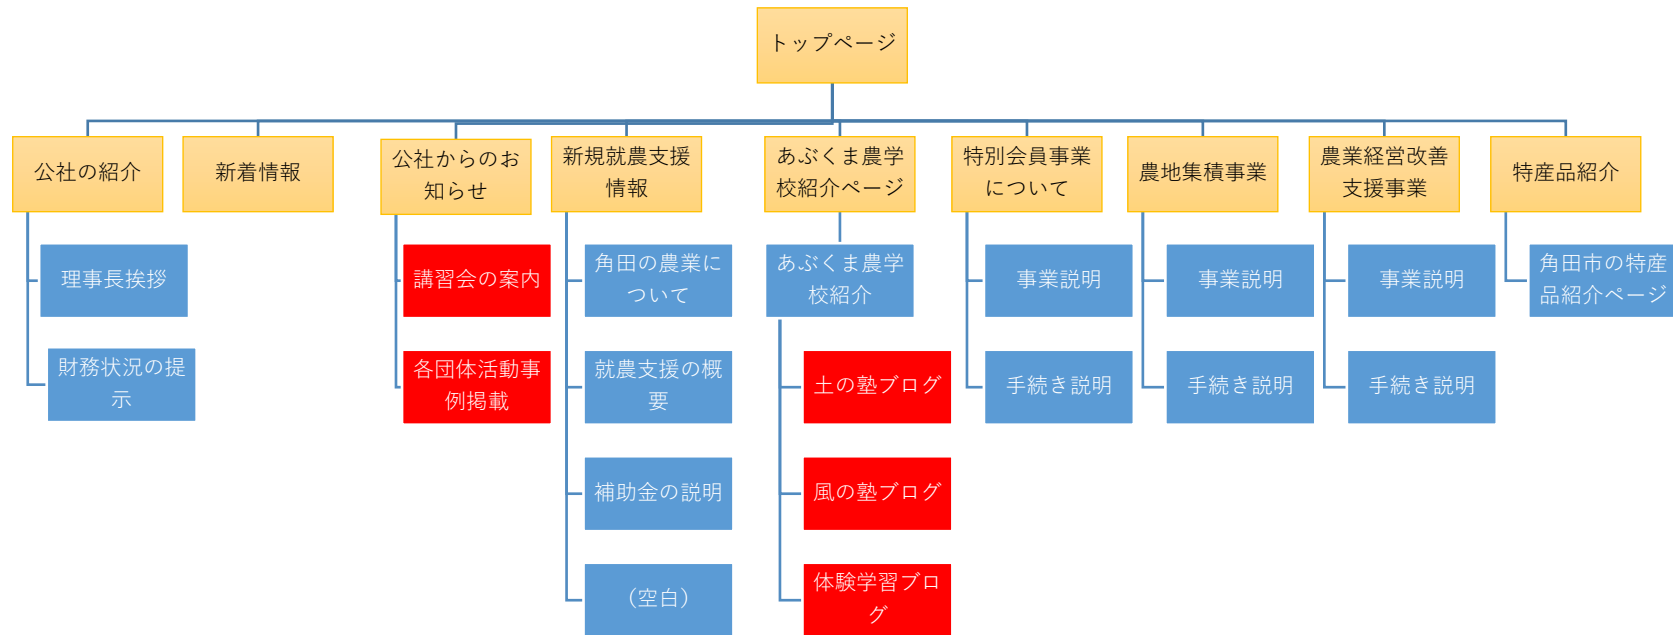 トップページ
公社の紹介
新着情報
公社からのお
知らせ
新規就農支援
情報
あぶくま農学
校紹介ページ
特別会員事業
について
農地集積事業
農業経営改善
支援事業
特産品紹介
理事長挨拶
財務状況の提
示
講習会の案内
各団体活動事
例掲載
角田の農業に
ついて
就農支援の概
要
補助金の説明
（空白）
あぶくま農学
校紹介
土の塾ブログ
風の塾ブログ
体験学習ブロ
グ
事業説明
手続き説明
事業説明
手続き説明
事業説明
手続き説明
角田市の特産
品紹介ページ